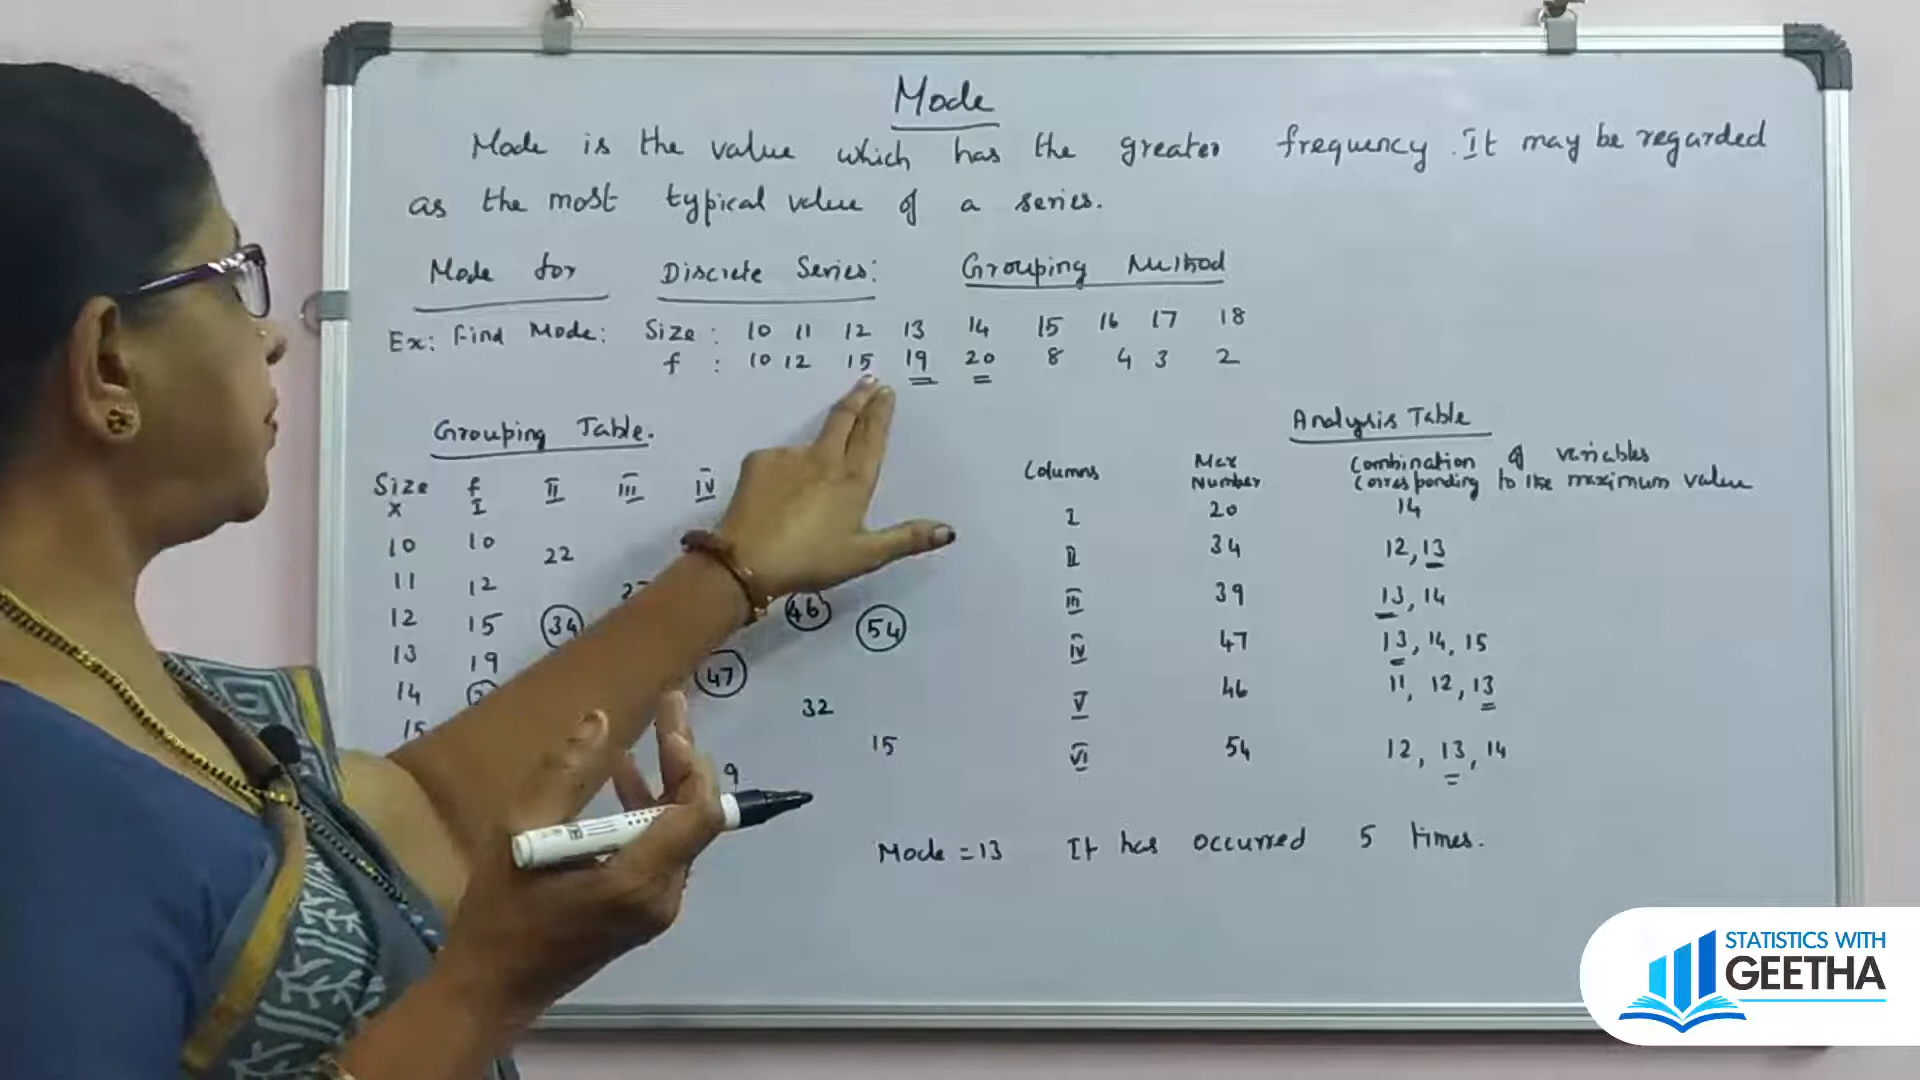 Mode
Mode is the value which has the greater frequency. It may be regarded
as the most typical value of a series.
Mode for Discrete Series: Grouping Method
Ex: Find Mode: Size : 10 11 12 13 14 15 16 17 18
f : 10 12 15 19 20 8 4 3 2
Grouping Table.
Size f II III IV
X I
10 10
22
11 12
12 15 34 46 54
13 19
47
14
32
15
15
9
Analysis Table
Columns Max Number Combination of variables
Corresponding to the maximum value
I 20 14
II 34 12, 13
III 39 13, 14
IV 47 13, 14, 15
V 46 11, 12, 13
VI 54 12, 13, 14
Mode = 13 It has occurred 5 times.
STATISTICS WITH
GEETHA